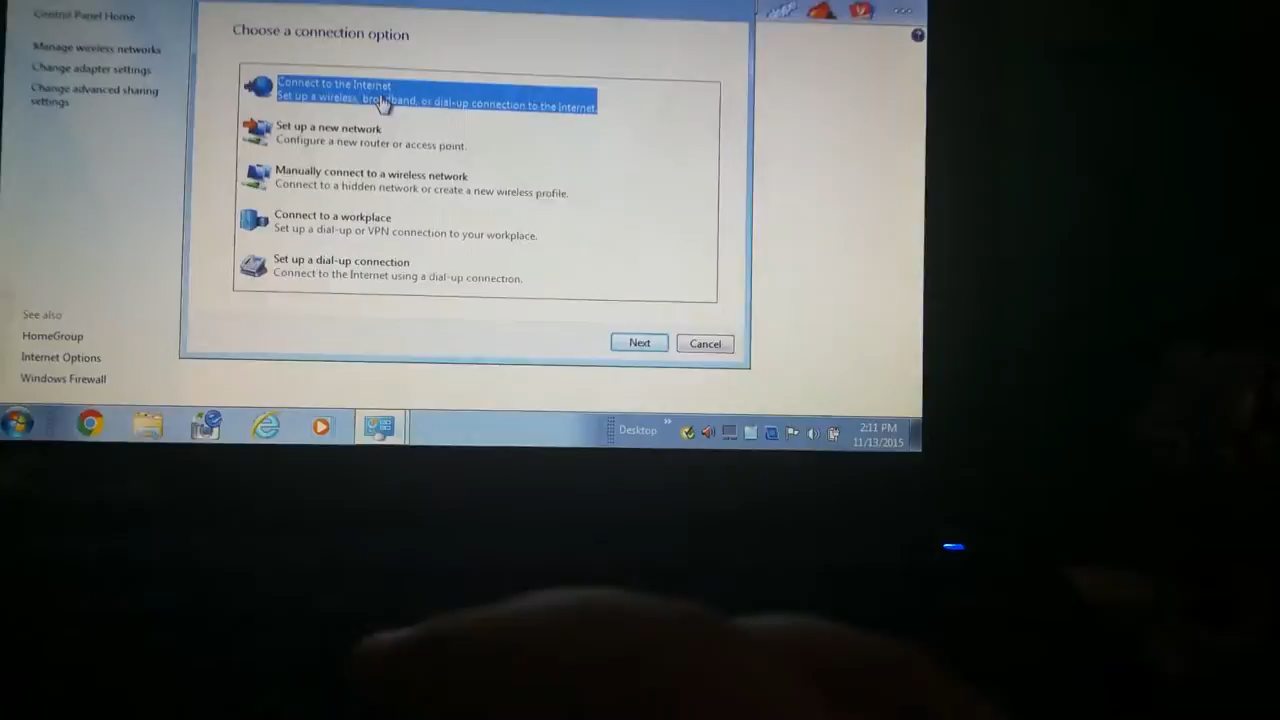 Control Panel Home
Manage wireless networks
Change adapter settings
Change advanced sharing
settings
See also
HomeGroup
Internet Options
Windows Firewall
Choose a connection option
Connect to the Internet
Set up a wireless, broadband, or dial-up connection to the Internet.
Set up a new network
Configure a new router or access point.
Manually connect to a wireless network
Connect to a hidden network or create a new wireless profile.
Connect to a workplace
Set up a dial-up or VPN connection to your workplace.
Set up a dial-up connection
Connect to the Internet using a dial-up connection.
Next
Cancel
Desktop
2:11 PM
11/13/2015